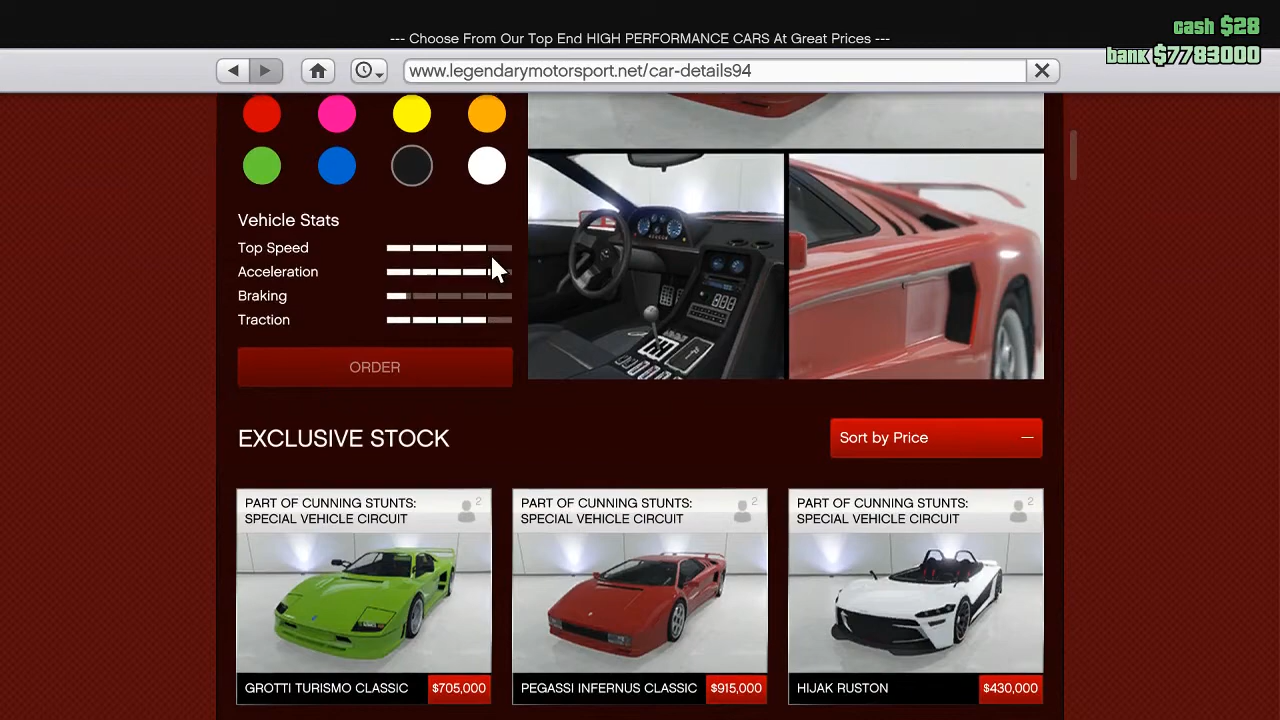 cash $28
--- Choose From Our Top End HIGH PERFORMANCE CARS At Great Prices ---
bank $7783000
www.legendarymotorsport.net/car-details94
Vehicle Stats
Top Speed
Acceleration
Braking
Traction
ORDER
EXCLUSIVE STOCK
Sort by Price
PART OF CUNNING STUNTS:
SPECIAL VEHICLE CIRCUIT
2
GROTTI TURISMO CLASSIC
$705,000
PART OF CUNNING STUNTS:
SPECIAL VEHICLE CIRCUIT
2
PEGASSI INFERNUS CLASSIC
$915,000
PART OF CUNNING STUNTS:
SPECIAL VEHICLE CIRCUIT
2
HIJAK RUSTON
$430,000